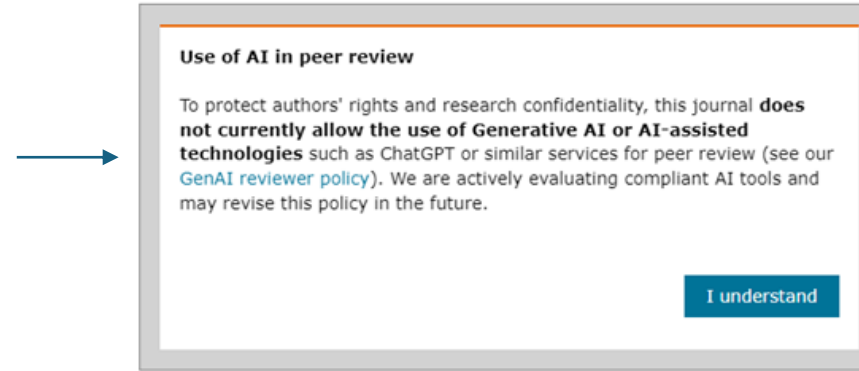 Use of AI in peer review
To protect authors' rights and research confidentiality, this journal does
not currently allow the use of Generative AI or AI-assisted
technologies such as ChatGPT or similar services for peer review (see our
GenAI reviewer policy). We are actively evaluating compliant AI tools and
may revise this policy in the future.
I understand